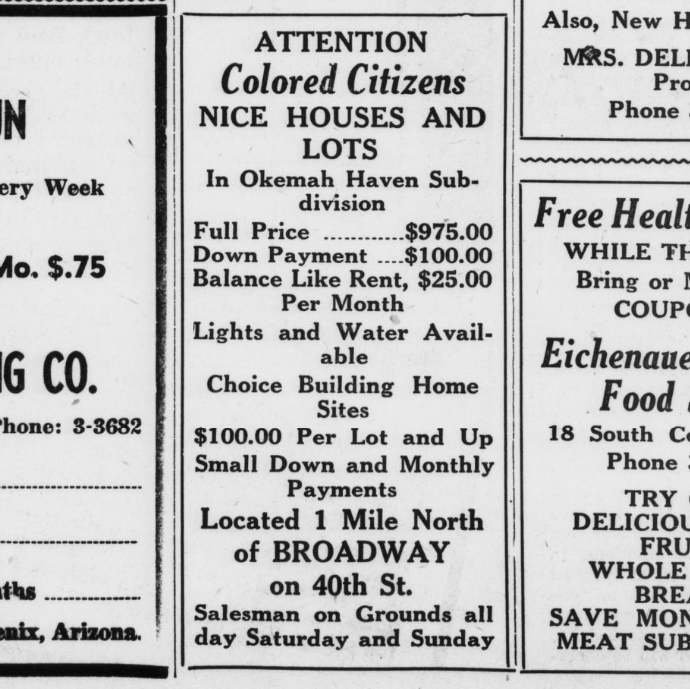 UN
ery Week
Mo. $.75
G CO.
Phone: 3-3682
nix, Arizona.
ATTENTION
Colored Citizens
NICE HOUSES AND
LOTS
In Okemah Haven Sub-
division
Full Price ...........$975.00
Down Payment ....$100.00
Balance Like Rent, $25.00
Per Month
Lights and Water Avail-
able
Choice Building Home
Sites
$100.00 Per Lot and Up
Small Down and Monthly
Payments
Located 1 Mile North
of BROADWAY
on 40th St.
Salesman on Grounds all
day Saturday and Sunday
Also, New H
MRS. DEL
Pro
Phone
Free Healt
WHILE TH
Bring or
COUPO
Eichenaue
Food
18 South Ce
Phone
TRY
DELICIOU
FRU
WHOLE
BREA
SAVE MON
MEAT SUB